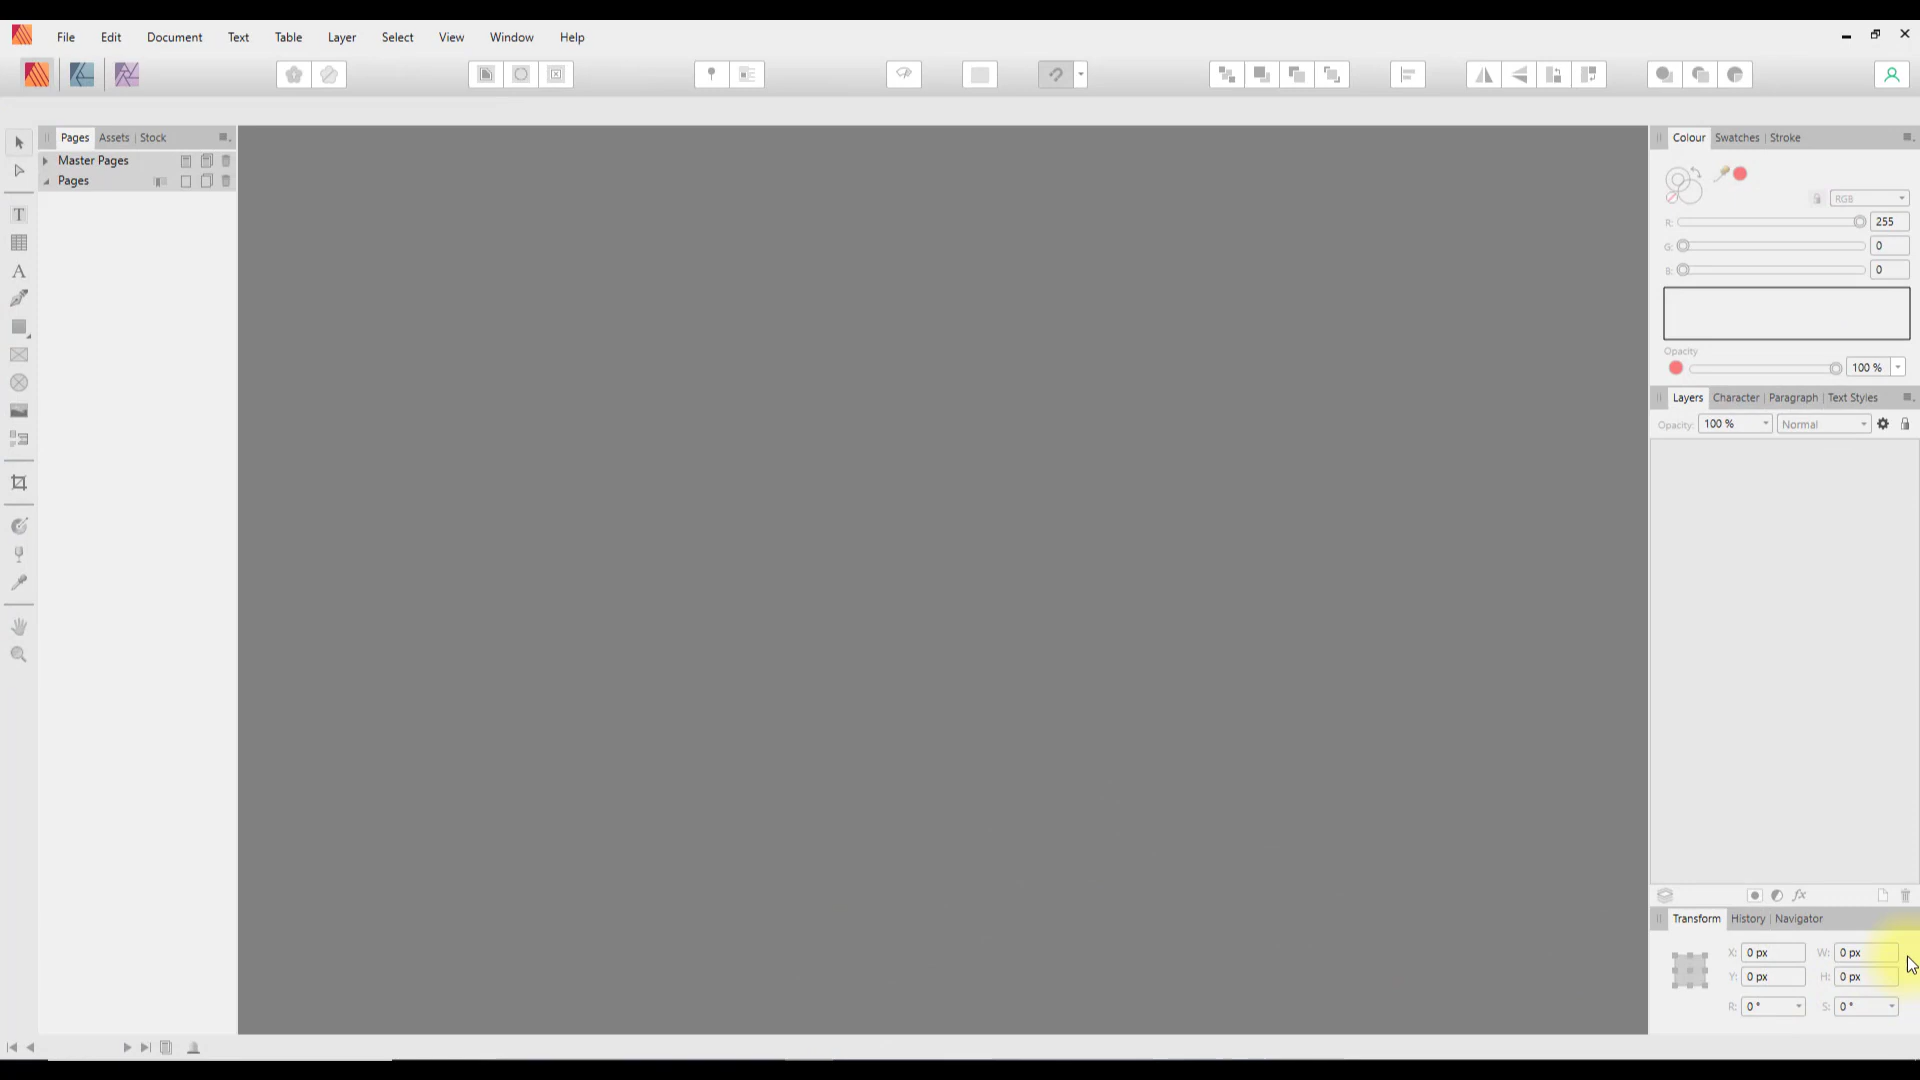 File Edit Document Text Table Layer Select View Window Help
Pages Assets Stock
Master Pages
Pages
T
A
Colour Swatches Stroke
RGB
R: 255
G: 0
B: 0
Opacity
100 %
Layers Character Paragraph Text Styles
Opacity: 100 % Normal
fx
Transform History Navigator
X: 0 px W: 0 px
Y: 0 px H: 0 px
R: 0 ° S: 0 °